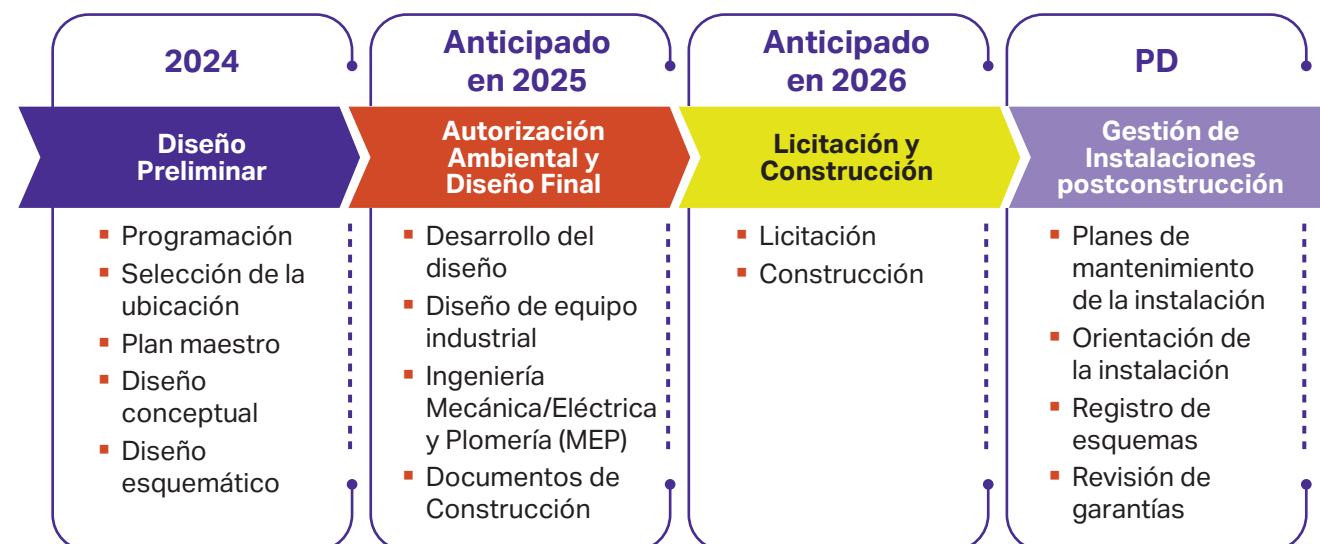 2024
Diseño
Preliminar
▪ Programación
▪ Selección de la
ubicación
▪ Plan maestro
▪ Diseño
conceptual
▪ Diseño
esquemático
Anticipado
en 2025
Autorización
Ambiental y
Diseño Final
▪ Desarrollo del
diseño
▪ Diseño de equipo
industrial
▪ Ingeniería
Mecánica/Eléctrica
y Plomería (MEP)
▪ Documentos de
Construcción
Anticipado
en 2026
Licitación y
Construcción
▪ Licitación
▪ Construcción
PD
Gestión de
Instalaciones
postconstrucción
▪ Planes de
mantenimiento
de la instalación
▪ Orientación de
la instalación
▪ Registro de
esquemas
▪ Revisión de
garantías